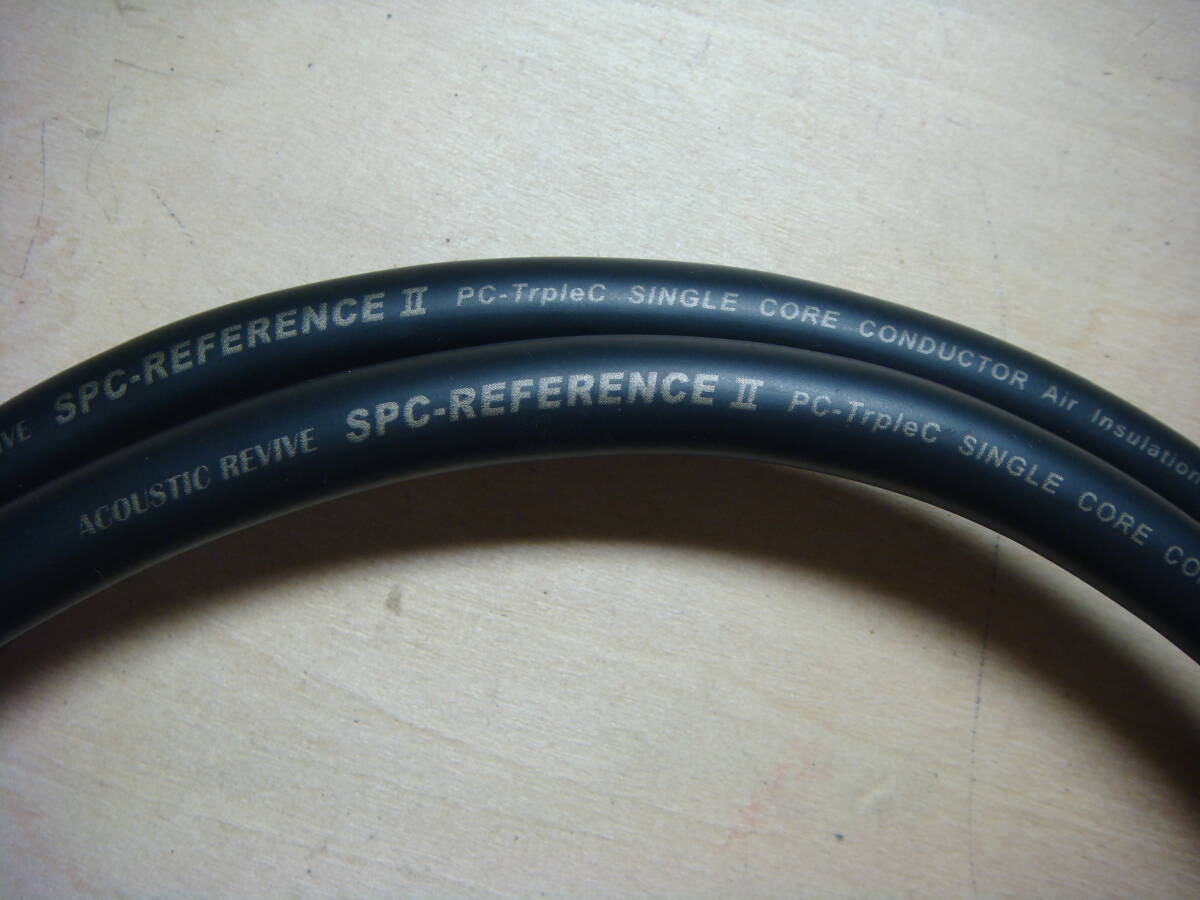 SPC-REFERENCE II PC-TrpleC SINGLE CORE CONDUCTOR Air Insulation
ACOUSTIC REVIVE SPC-REFERENCE II PC-TrpleC SINGLE CORE